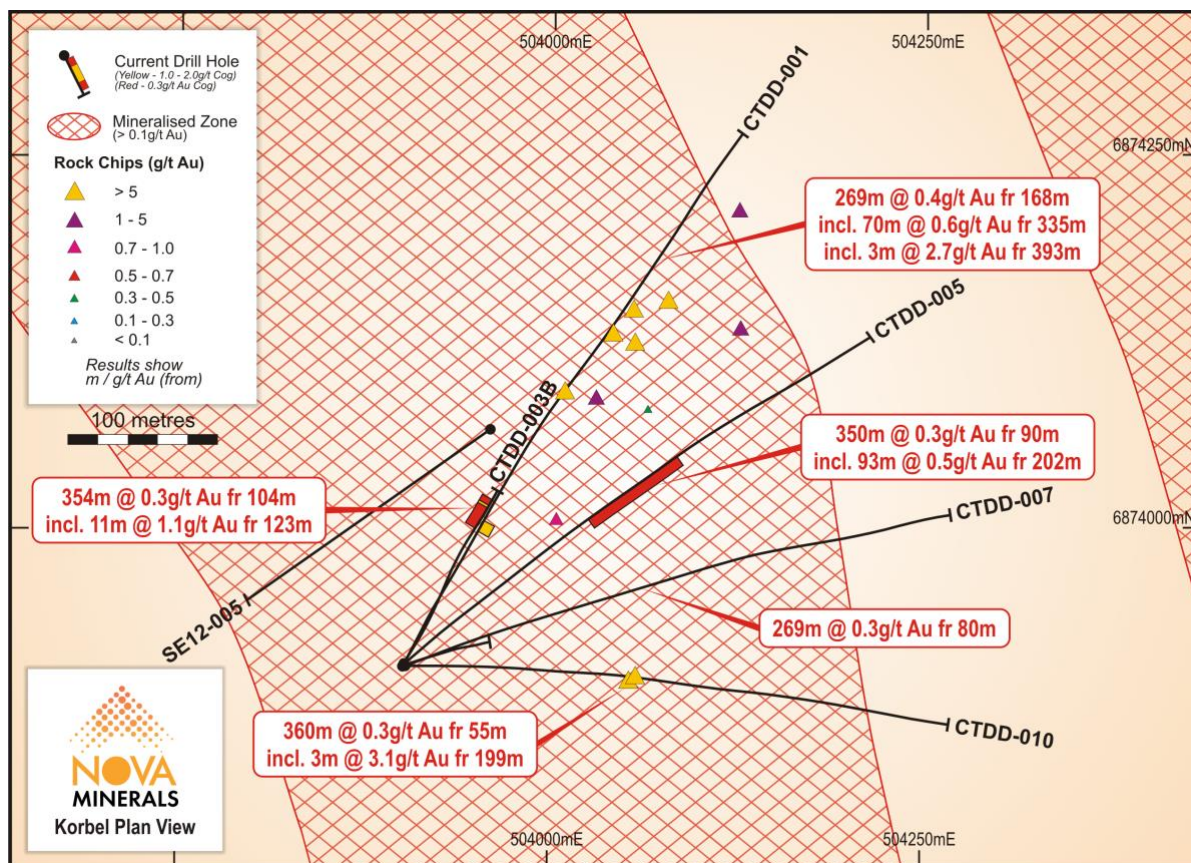 504000mE
504250mE
Current Drill Hole
(Yellow - 1.0 - 2.0g/t Cog)
(Red - 0.3g/t Au Cog)
Mineralised Zone
(> 0.1g/t Au)
Rock Chips (g/t Au)
> 5
1 - 5
0.7 - 1.0
0.5 - 0.7
0.3 - 0.5
0.1 - 0.3
< 0.1
Results show
m / g/t Au (from)
100 metres
CTDD-001
6874250mN
269m @ 0.4g/t Au fr 168m
incl. 70m @ 0.6g/t Au fr 335m
incl. 3m @ 2.7g/t Au fr 393m
CTDD-005
CTDD-003B
350m @ 0.3g/t Au fr 90m
incl. 93m @ 0.5g/t Au fr 202m
354m @ 0.3g/t Au fr 104m
incl. 11m @ 1.1g/t Au fr 123m
CTDD-007
6874000mN
SE12-005
269m @ 0.3g/t Au fr 80m
360m @ 0.3g/t Au fr 55m
incl. 3m @ 3.1g/t Au fr 199m
CTDD-010
NOVA
MINERALS
Korbel Plan View
504000mE
504250mE